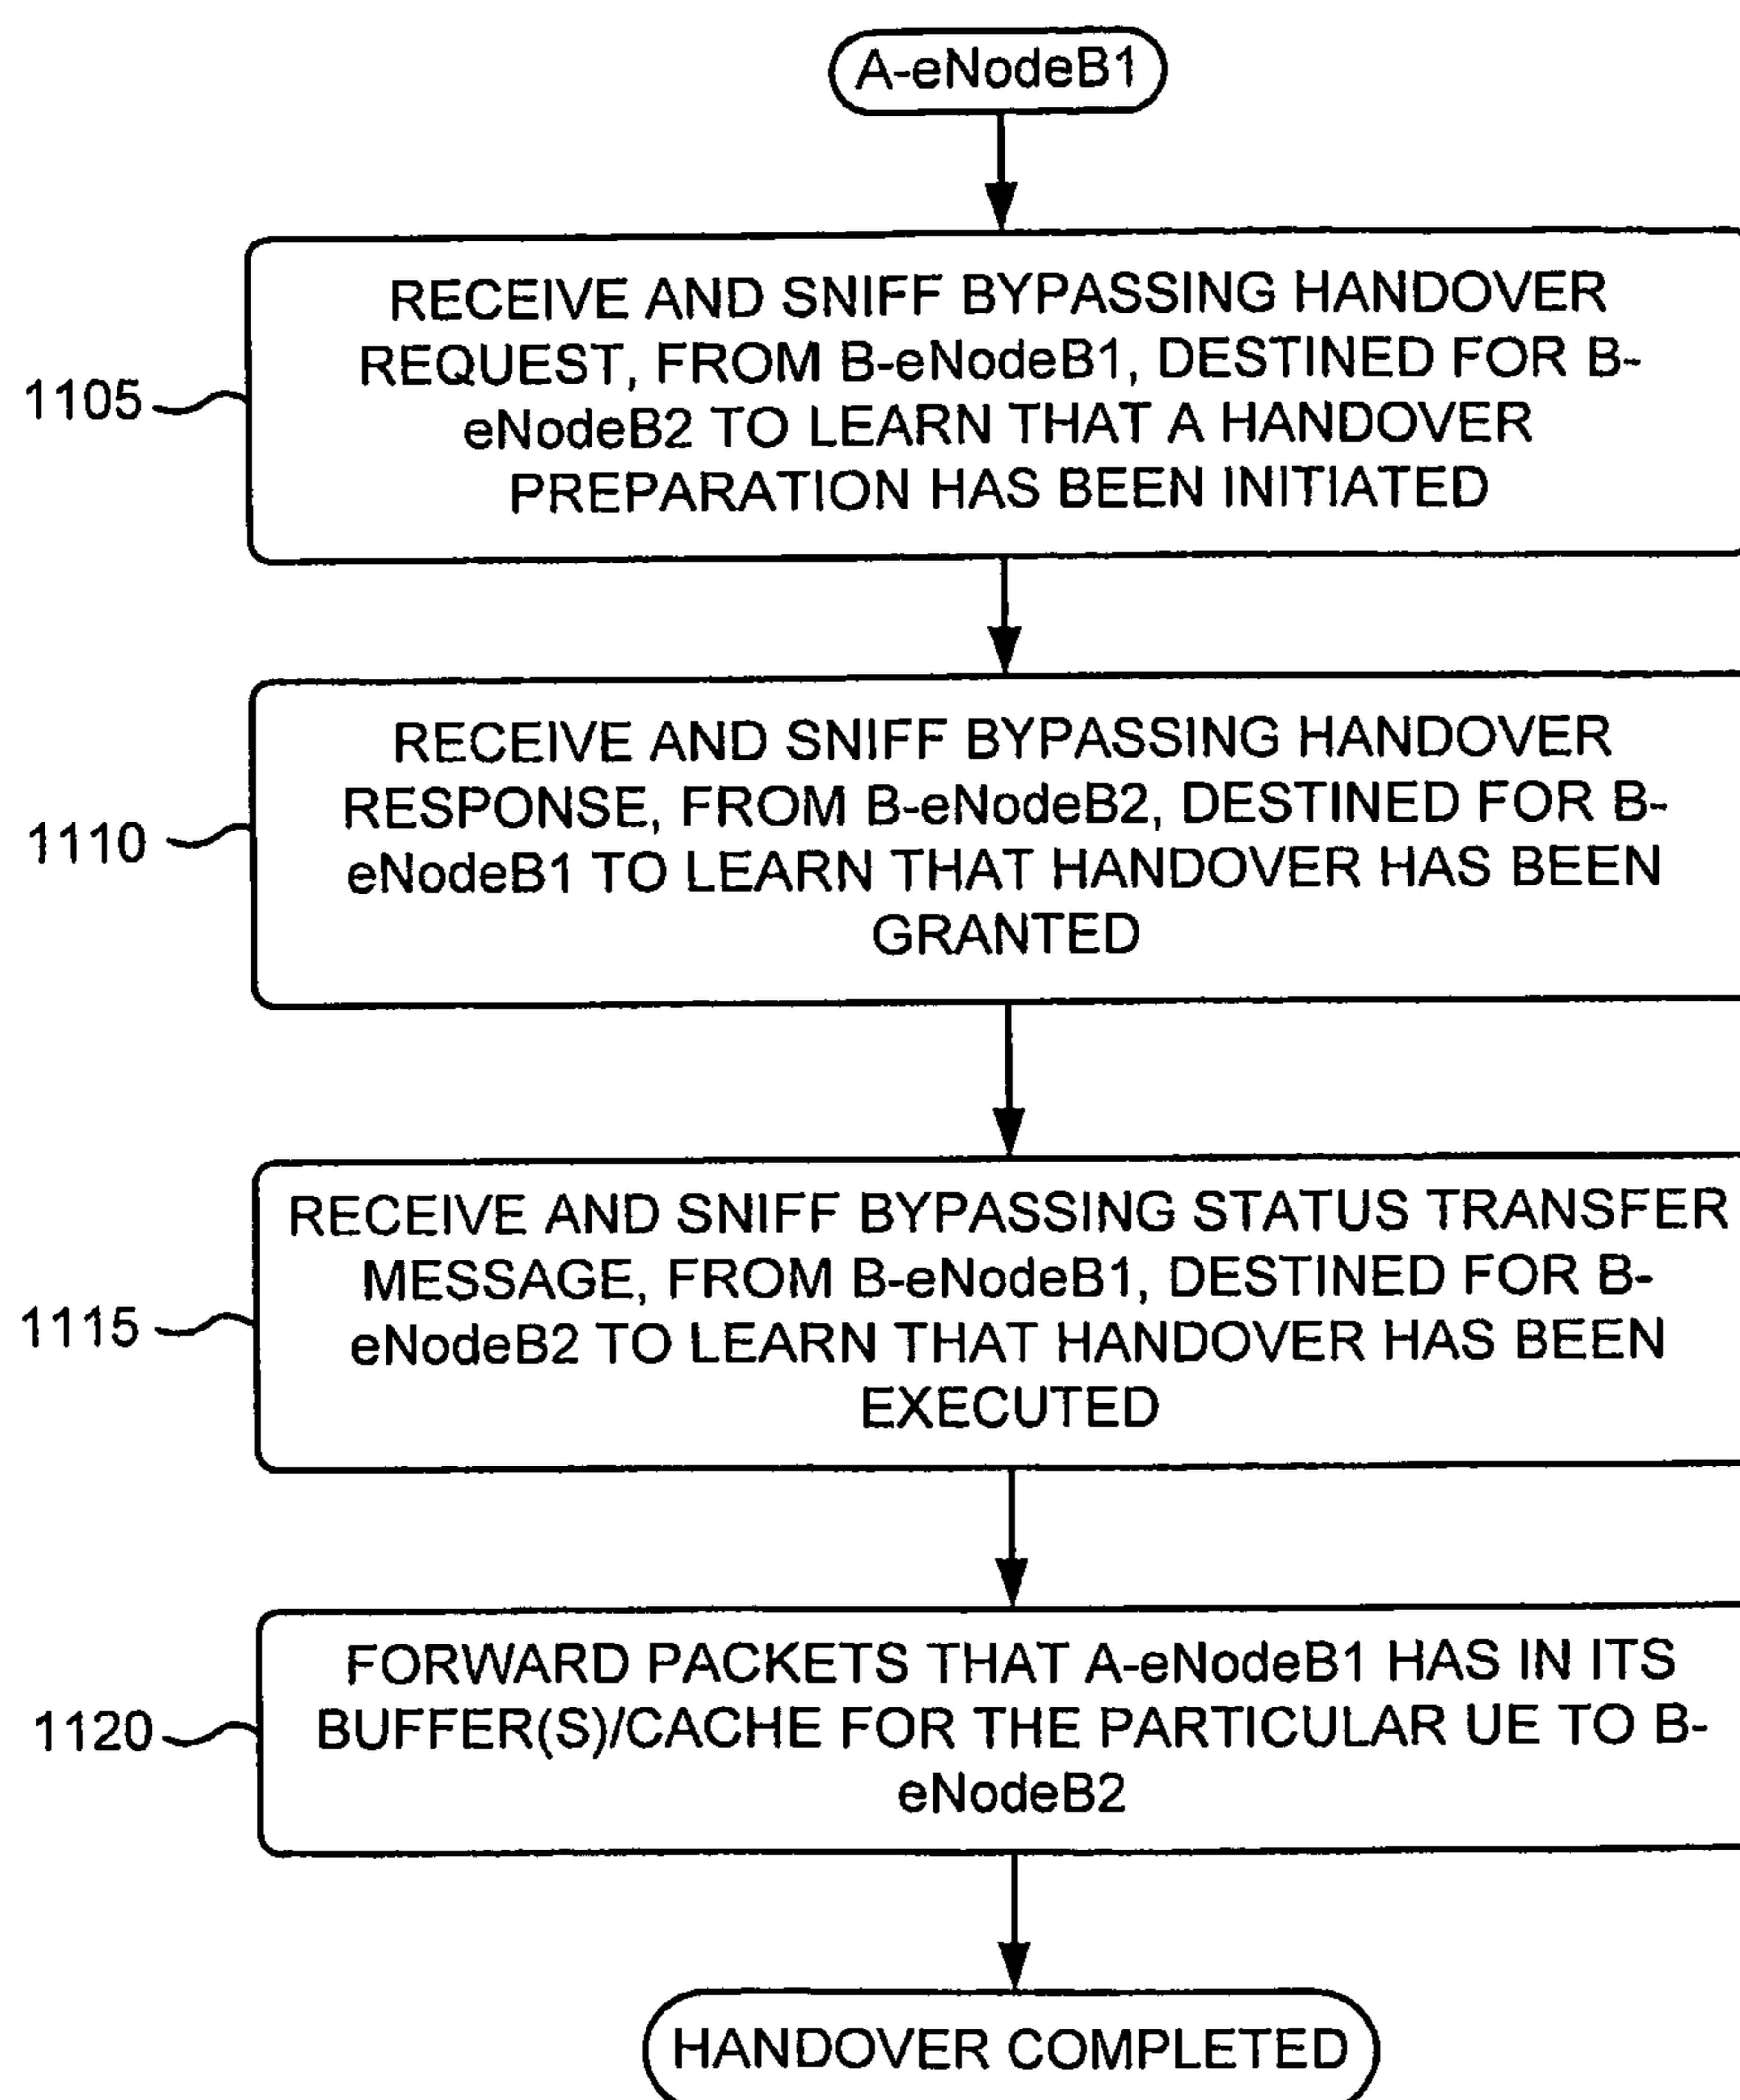 A-eNodeB1
RECEIVE AND SNIFF BYPASSING HANDOVER
REQUEST, FROM B-eNodeB1, DESTINED FOR B-
eNodeB2 TO LEARN THAT A HANDOVER
PREPARATION HAS BEEN INITIATED
1105
RECEIVE AND SNIFF BYPASSING HANDOVER
RESPONSE, FROM B-eNodeB2, DESTINED FOR B-
eNodeB1 TO LEARN THAT HANDOVER HAS BEEN
GRANTED
1110
RECEIVE AND SNIFF BYPASSING STATUS TRANSFER
MESSAGE, FROM B-eNodeB1, DESTINED FOR B-
eNodeB2 TO LEARN THAT HANDOVER HAS BEEN
EXECUTED
1115
FORWARD PACKETS THAT A-eNodeB1 HAS IN ITS
BUFFER(S)/CACHE FOR THE PARTICULAR UE TO B-
eNodeB2
1120
HANDOVER COMPLETED